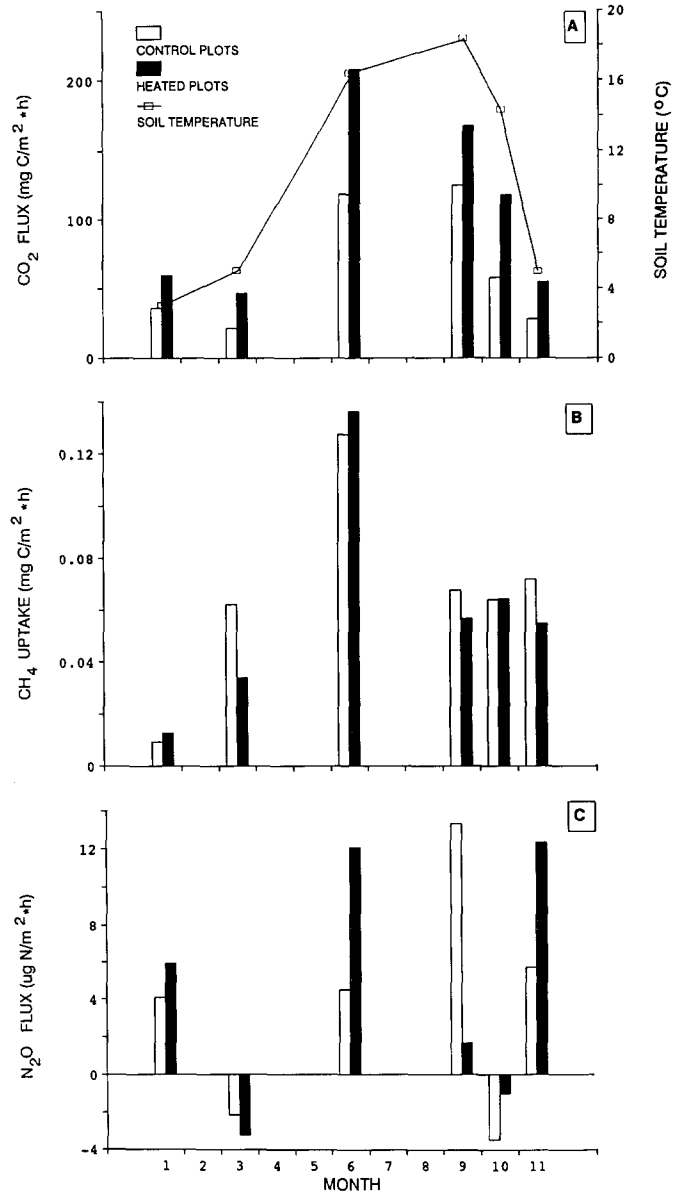 A
CONTROL PLOTS
HEATED PLOTS
SOIL TEMPERATURE
CO2 FLUX (mg C/m2 *h)
200
100
0
SOIL TEMPERATURE (°C)
20
16
12
8
4
0
B
CH4 UPTAKE (mg C/m2 *h)
0.12
0.08
0.04
0
C
N2O FLUX (ug N/m2 *h)
12
8
4
0
-4
1 2 3 4 5 6 7 8 9 10 11
MONTH